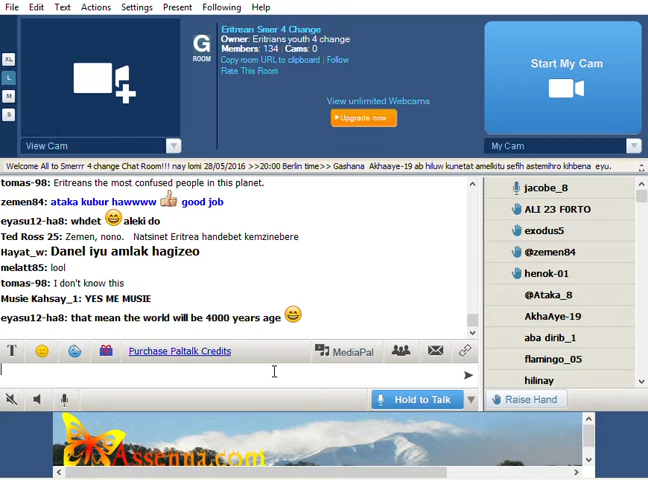 File Edit Text Actions Settings Present Following Help
XL
L
M
S
View Cam
G
ROOM
Eritrean Smer 4 Change
Owner: Eritrians youth 4 change
Members: 134 Cams: 0
Copy room URL to clipboard | Follow
Rate This Room
View unlimited Webcams
Upgrade now
Start My Cam
My Cam
Welcome All to Smerrr 4 change Chat Room!!! nay lomi 28/05/2016 >>20:00 Berlin time>> Gashana Akhaaye-19 ab hiluw kunetat amelkitu sefih astemihro kihbena eyu.
tomas-98: Eritreans the most confused people in this planet.
zemen84: ataka kubur hawwww good job
eyasu12-ha8: whdet aleki do
Ted Ross 25: Zemen, nono. Natsinet Eritrea handebet kemzinebere
Hayat_w: Danel iyu amlak hagizeo
melatt85: lool
tomas-98: I don't know this
Musie Kahsay_1: YES ME MUSIE
eyasu12-ha8: that mean the world will be 4000 years age
jacobe_8
ALI 23 F0RTO
exodus5
@zemen84
henok-01
@Ataka_8
AkhaAye-19
aba dirib_1
flamingo_05
hilinay
T Purchase Paltalk Credits MediaPal
Hold to Talk
Raise Hand
Assenna.com